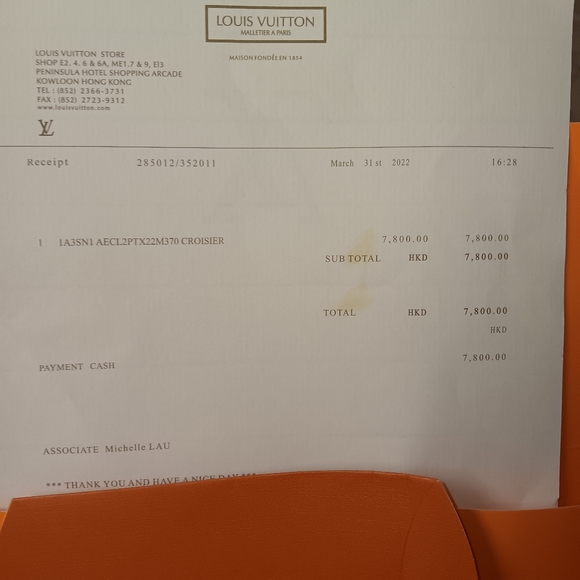 LOUIS VUITTON
MALLETIER A PARIS
MAISON FONDÉE EN 1854
LOUIS VUITTON STORE
SHOP E2, 4, 6 & 6A, ME1,7 & 9, EI3
PENINSULA HOTEL SHOPPING ARCADE
KOWLOON HONG KONG
TEL : (852) 2366-3731
FAX : (852) 2723-9312
www.louisvuitton.com
LV
Receipt 285012/352011 March 31st 2022 16:28
1 1A3SN1 AECL2PTX22M370 CROISIER 7,800.00 7,800.00
SUB TOTAL HKD 7,800.00
TOTAL HKD 7,800.00
HKD
PAYMENT CASH 7,800.00
ASSOCIATE Michelle LAU
*** THANK YOU AND HAVE A NICE DAY ***